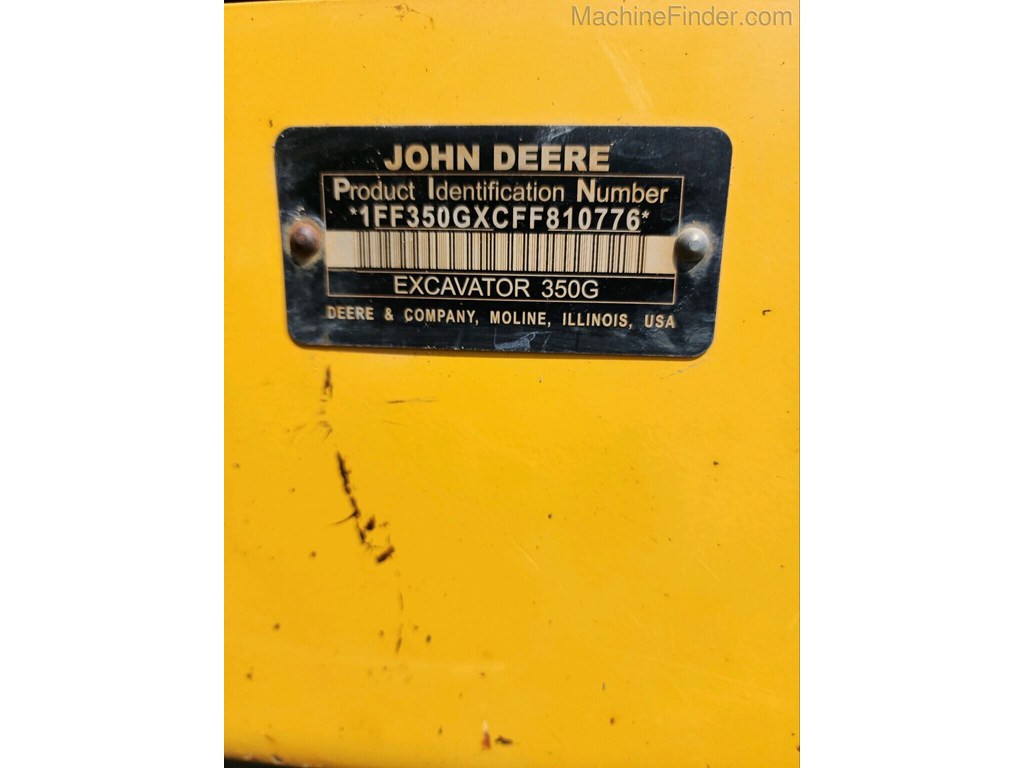 MachineFinder.com
JOHN DEERE
Product Identification Number
*1FF350GXCFF810776*
EXCAVATOR 350G
DEERE & COMPANY, MOLINE, ILLINOIS, USA